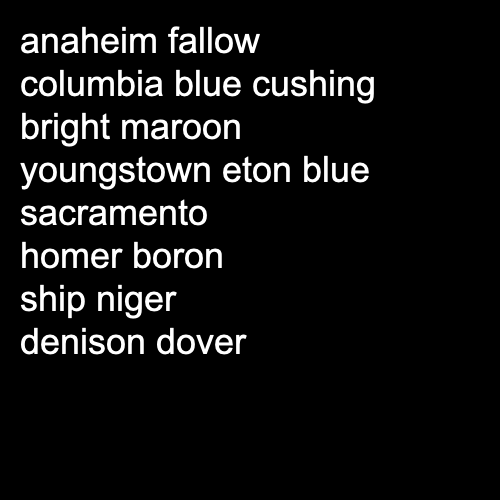 anaheim fallow
columbia blue cushing
bright maroon
youngstown eton blue
sacramento
homer boron
ship niger
denison dover